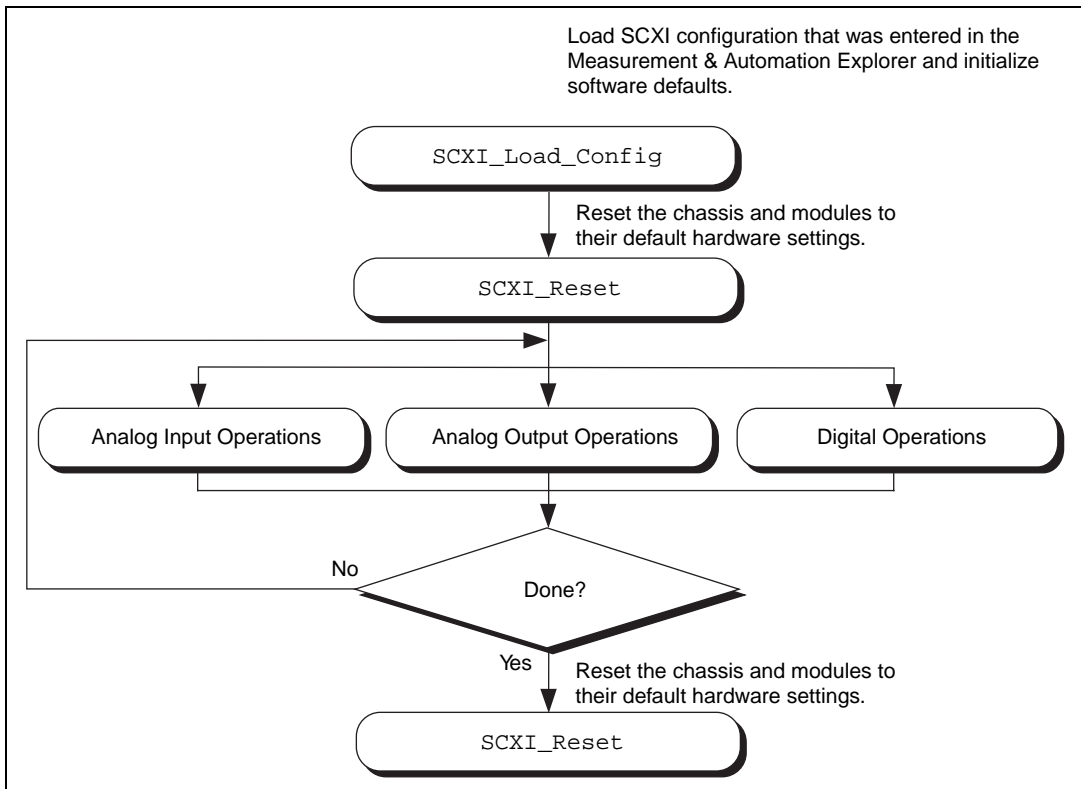 Load SCXI configuration that was entered in the
Measurement & Automation Explorer and initialize
software defaults.
SCXI_Load_Config
Reset the chassis and modules to
their default hardware settings.
SCXI_Reset
Analog Input Operations
Analog Output Operations
Digital Operations
No
Done?
Yes
Reset the chassis and modules to
their default hardware settings.
SCXI_Reset